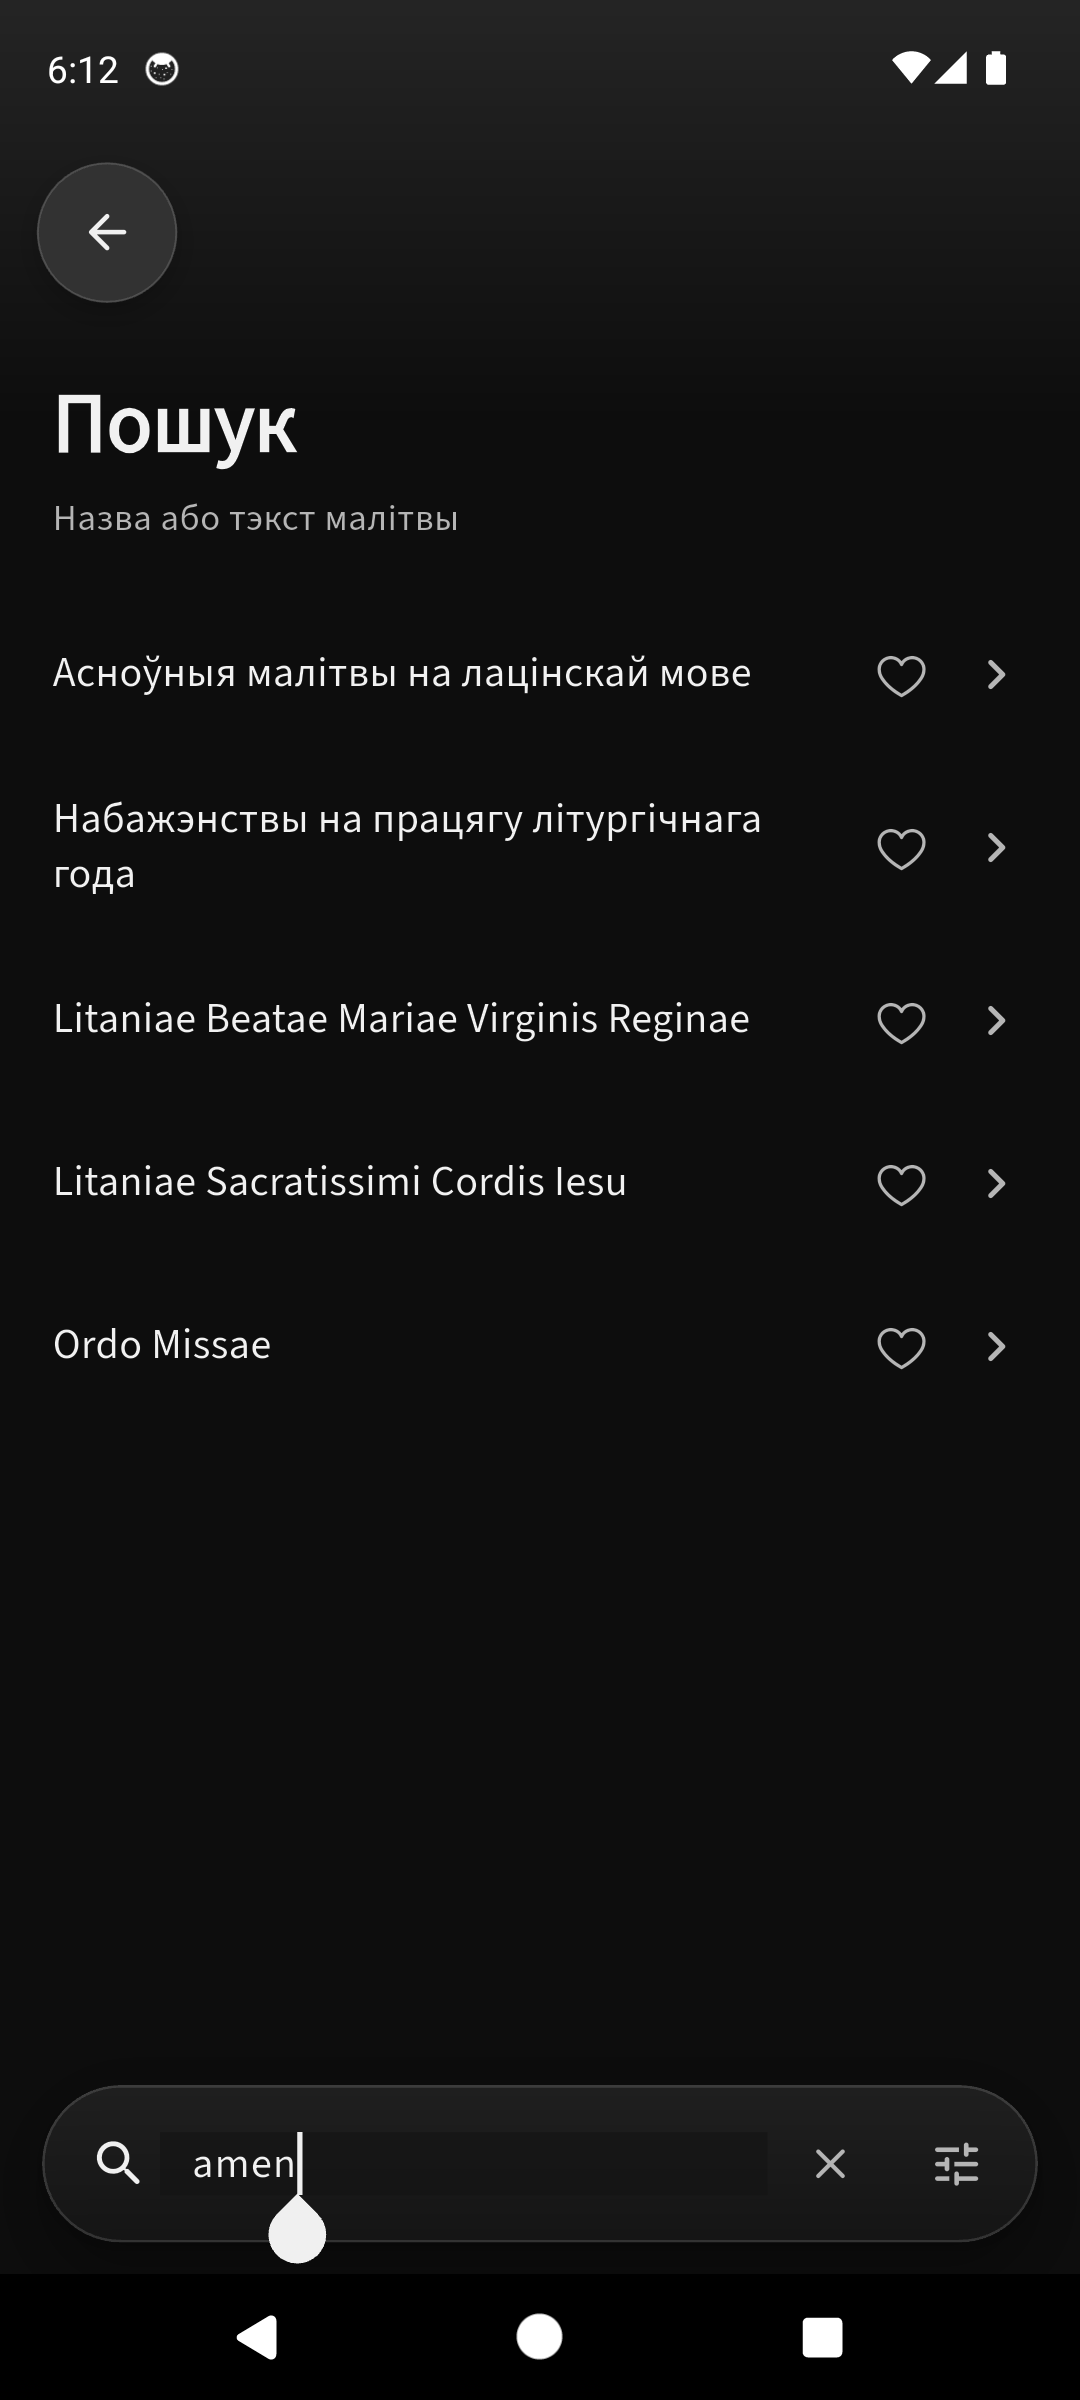 6:12
Пошук
Назва або тэкст малітвы
Асноўныя малітвы на лацінскай мове
Набажэнствы на працягу літургічнага
года
Litaniae Beatae Mariae Virginis Reginae
Litaniae Sacratissimi Cordis Iesu
Ordo Missae
amen